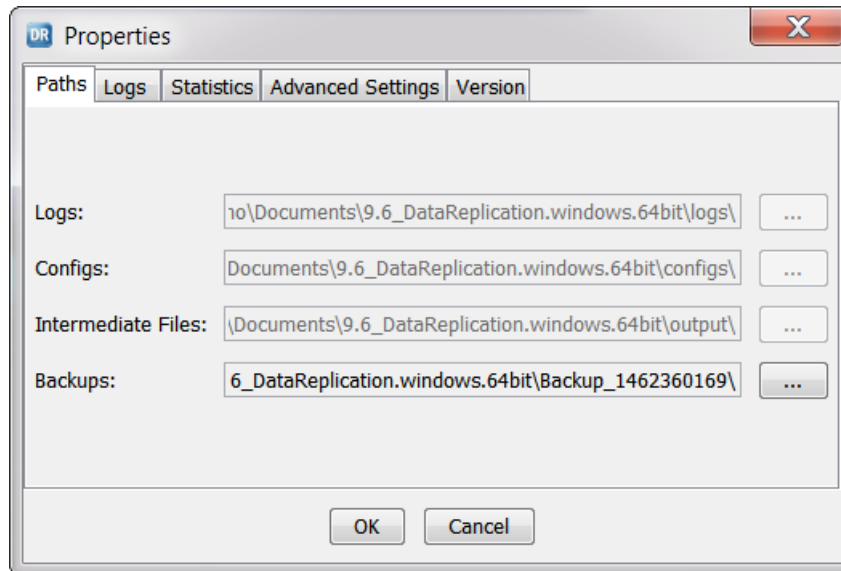 DR Properties X
Paths Logs Statistics Advanced Settings Version
Logs: no\Documents\9.6_DataReplication.windows.64bit\logs\ ...
Configs: Documents\9.6_DataReplication.windows.64bit\configs\ ...
Intermediate Files: \Documents\9.6_DataReplication.windows.64bit\output\ ...
Backups: 6_DataReplication.windows.64bit\Backup_1462360169\ ...
OK Cancel